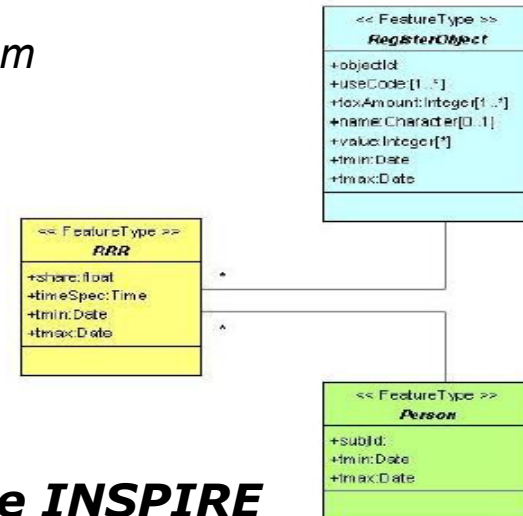 m
<< FeatureType >>
RegisterObject
+objectId
+useCode:[1..*]
+taxAmount:Integer[1..*]
+name:Character[0..1]
+value:Integer[*]
+tmin:Date
+tmax:Date
<< FeatureType >>
RRR
+share:float
+timeSpec:Time
+tmin:Date
+tmax:Date
*
*
<< FeatureType >>
Person
+subjId:
+tmin:Date
+tmax:Date
e INSPIRE